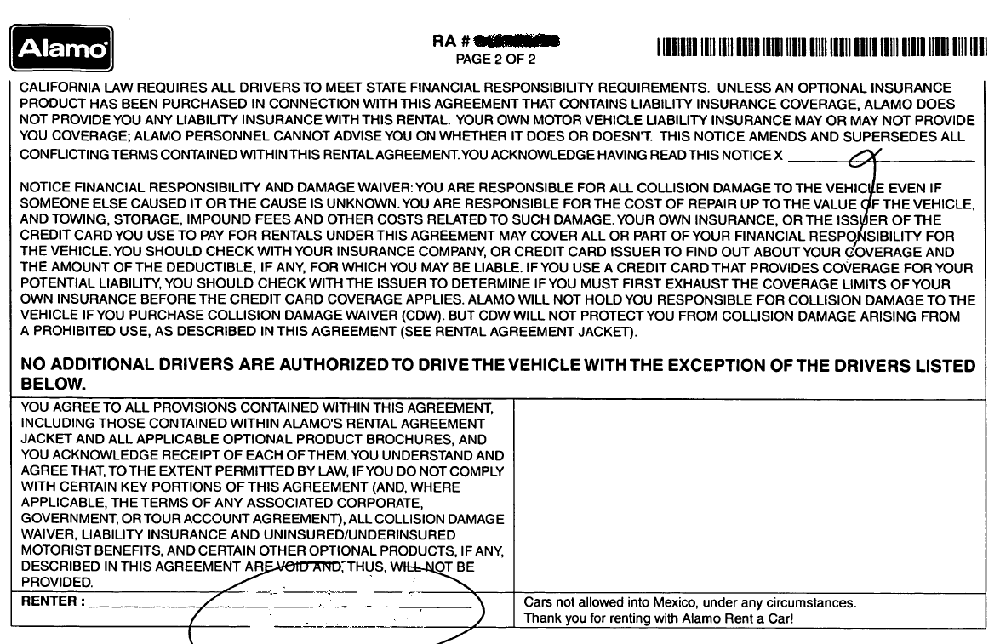 Alamo
RA #
PAGE 2 OF 2
CALIFORNIA LAW REQUIRES ALL DRIVERS TO MEET STATE FINANCIAL RESPONSIBILITY REQUIREMENTS. UNLESS AN OPTIONAL INSURANCE
PRODUCT HAS BEEN PURCHASED IN CONNECTION WITH THIS AGREEMENT THAT CONTAINS LIABILITY INSURANCE COVERAGE, ALAMO DOES
NOT PROVIDE YOU ANY LIABILITY INSURANCE WITH THIS RENTAL. YOUR OWN MOTOR VEHICLE LIABILITY INSURANCE MAY OR MAY NOT PROVIDE
YOU COVERAGE; ALAMO PERSONNEL CANNOT ADVISE YOU ON WHETHER IT DOES OR DOESN'T. THIS NOTICE AMENDS AND SUPERSEDES ALL
CONFLICTING TERMS CONTAINED WITHIN THIS RENTAL AGREEMENT. YOU ACKNOWLEDGE HAVING READ THIS NOTICE X
NOTICE FINANCIAL RESPONSIBILITY AND DAMAGE WAIVER: YOU ARE RESPONSIBLE FOR ALL COLLISION DAMAGE TO THE VEHICLE EVEN IF
SOMEONE ELSE CAUSED IT OR THE CAUSE IS UNKNOWN. YOU ARE RESPONSIBLE FOR THE COST OF REPAIR UP TO THE VALUE OF THE VEHICLE,
AND TOWING, STORAGE, IMPOUND FEES AND OTHER COSTS RELATED TO SUCH DAMAGE. YOUR OWN INSURANCE, OR THE ISSUER OF THE
CREDIT CARD YOU USE TO PAY FOR RENTALS UNDER THIS AGREEMENT MAY COVER ALL OR PART OF YOUR FINANCIAL RESPONSIBILITY FOR
THE VEHICLE. YOU SHOULD CHECK WITH YOUR INSURANCE COMPANY, OR CREDIT CARD ISSUER TO FIND OUT ABOUT YOUR COVERAGE AND
THE AMOUNT OF THE DEDUCTIBLE, IF ANY, FOR WHICH YOU MAY BE LIABLE. IF YOU USE A CREDIT CARD THAT PROVIDES COVERAGE FOR YOUR
POTENTIAL LIABILITY, YOU SHOULD CHECK WITH THE ISSUER TO DETERMINE IF YOU MUST FIRST EXHAUST THE COVERAGE LIMITS OF YOUR
OWN INSURANCE BEFORE THE CREDIT CARD COVERAGE APPLIES. ALAMO WILL NOT HOLD YOU RESPONSIBLE FOR COLLISION DAMAGE TO THE
VEHICLE IF YOU PURCHASE COLLISION DAMAGE WAIVER (CDW). BUT CDW WILL NOT PROTECT YOU FROM COLLISION DAMAGE ARISING FROM
A PROHIBITED USE, AS DESCRIBED IN THIS AGREEMENT (SEE RENTAL AGREEMENT JACKET).
NO ADDITIONAL DRIVERS ARE AUTHORIZED TO DRIVE THE VEHICLE WITH THE EXCEPTION OF THE DRIVERS LISTED
BELOW.
YOU AGREE TO ALL PROVISIONS CONTAINED WITHIN THIS AGREEMENT,
INCLUDING THOSE CONTAINED WITHIN ALAMO'S RENTAL AGREEMENT
JACKET AND ALL APPLICABLE OPTIONAL PRODUCT BROCHURES, AND
YOU ACKNOWLEDGE RECEIPT OF EACH OF THEM. YOU UNDERSTAND AND
AGREE THAT, TO THE EXTENT PERMITTED BY LAW, IF YOU DO NOT COMPLY
WITH CERTAIN KEY PORTIONS OF THIS AGREEMENT (AND, WHERE
APPLICABLE, THE TERMS OF ANY ASSOCIATED CORPORATE,
GOVERNMENT, OR TOUR ACCOUNT AGREEMENT), ALL COLLISION DAMAGE
WAIVER, LIABILITY INSURANCE AND UNINSURED/UNDERINSURED
MOTORIST BENEFITS, AND CERTAIN OTHER OPTIONAL PRODUCTS, IF ANY,
DESCRIBED IN THIS AGREEMENT ARE VOID AND, THUS, WILL NOT BE
PROVIDED.
RENTER :
Cars not allowed into Mexico, under any circumstances.
Thank you for renting with Alamo Rent a Car!